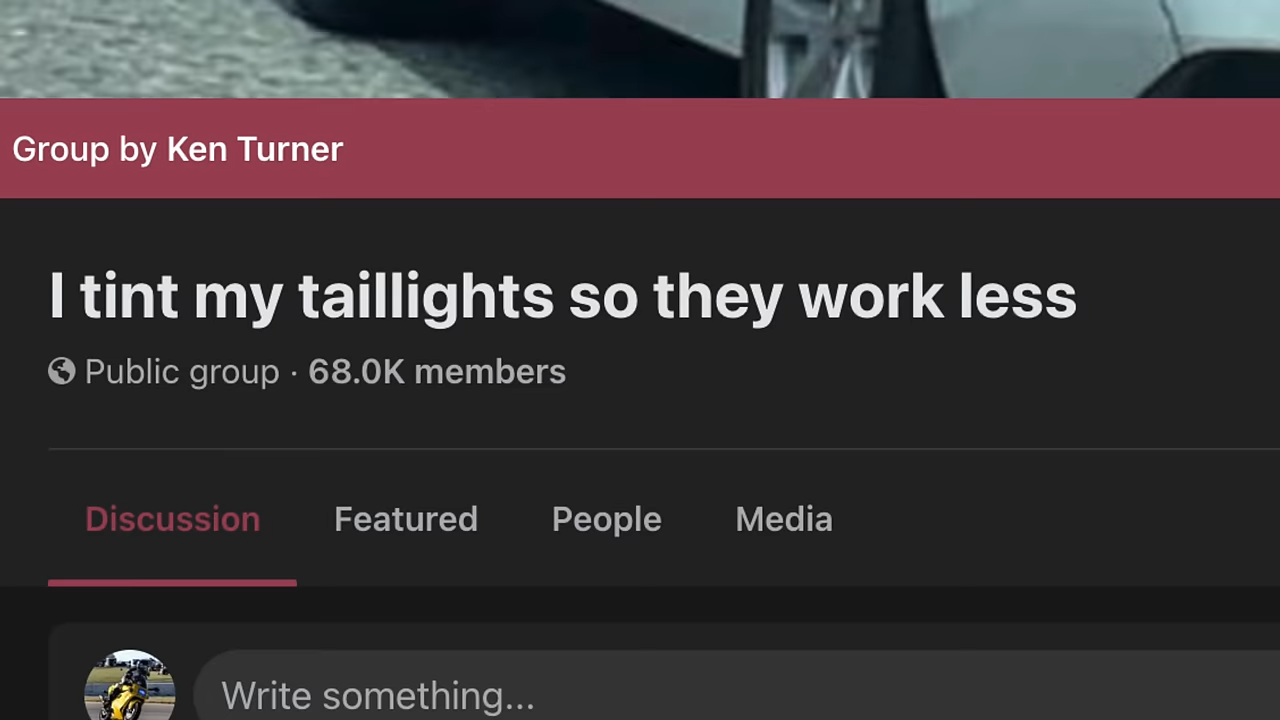 Group by Ken Turner
I tint my taillights so they work less
Public group · 68.0K members
Discussion Featured People Media
Write something...